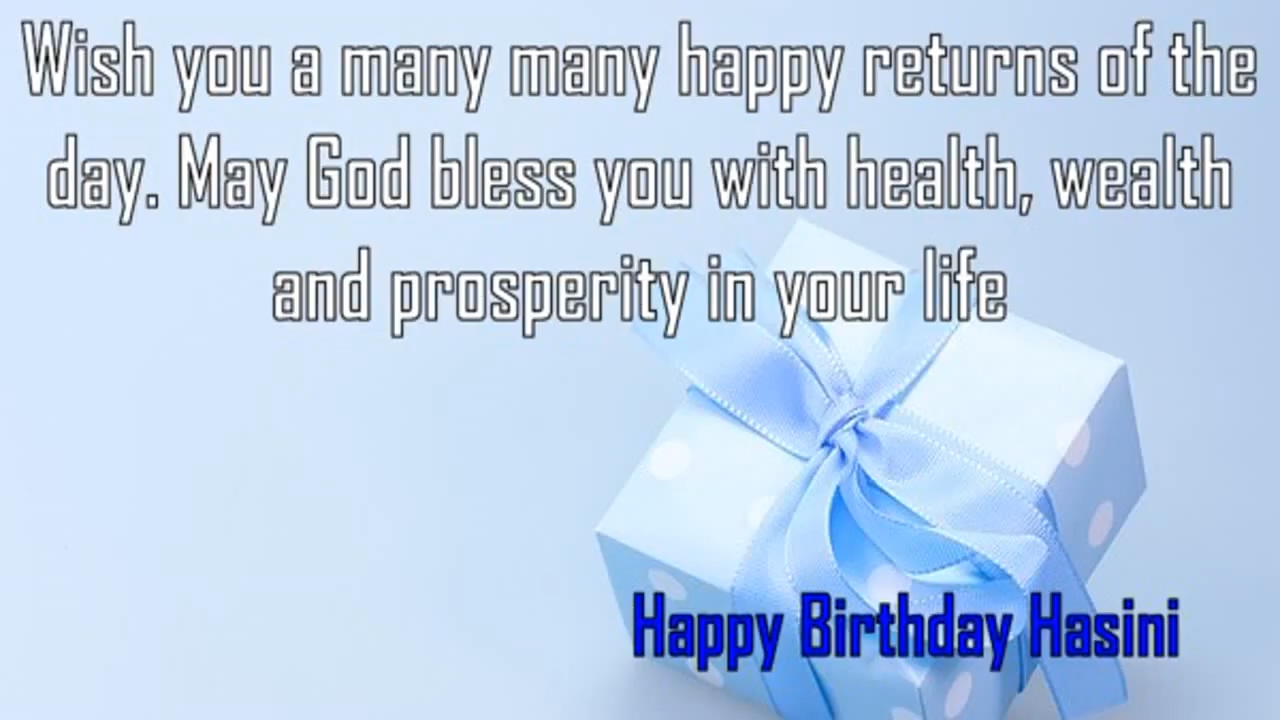 Wish you a many many happy returns of the
day. May God bless you with health, wealth
and prosperity in your life
Happy Birthday Hasini